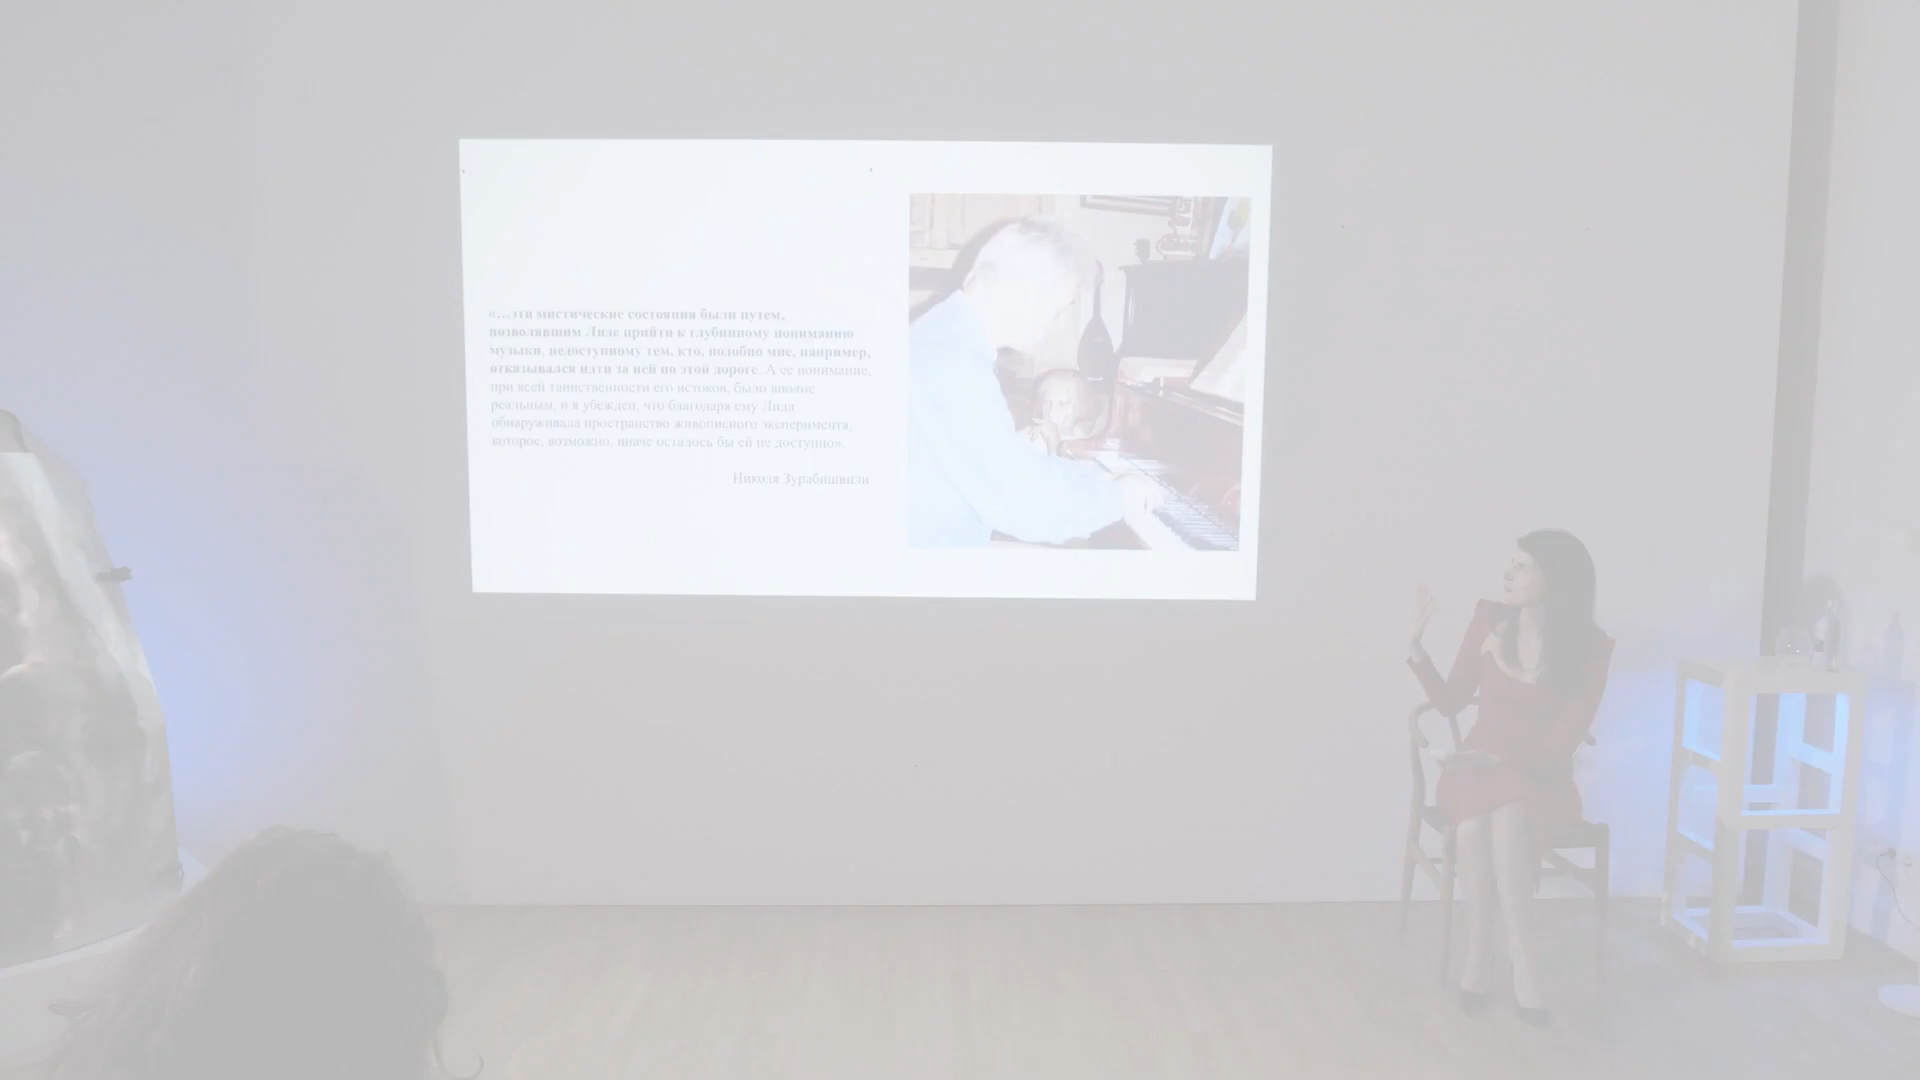 «…эти мистические состояния были путем,
позволявшим Лиде прийти к глубинному пониманию
музыки, недоступному тем, кто, подобно мне, например,
отказывался идти за ней по этой дороге. А ее понимание,
при всей таинственности его истоков, было вполне
реальным, и я убежден, что благодаря ему Лида
обнаруживала пространство живописного эксперимента,
которое, возможно, иначе осталось бы ей не доступно».
Николя Зурабишвили